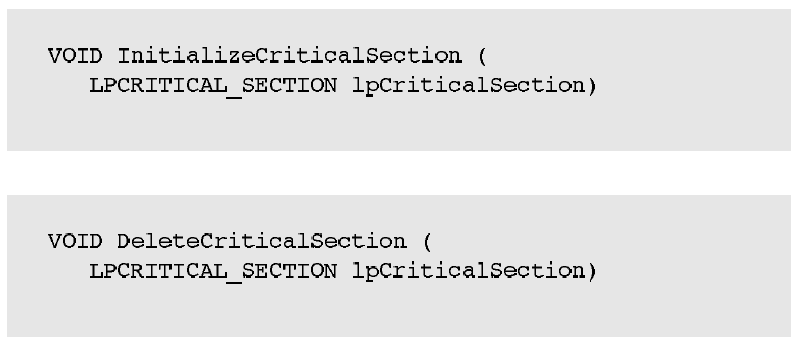 VOID InitializeCriticalSection (
LPCRITICAL_SECTION lpCriticalSection)
VOID DeleteCriticalSection (
LPCRITICAL_SECTION lpCriticalSection)